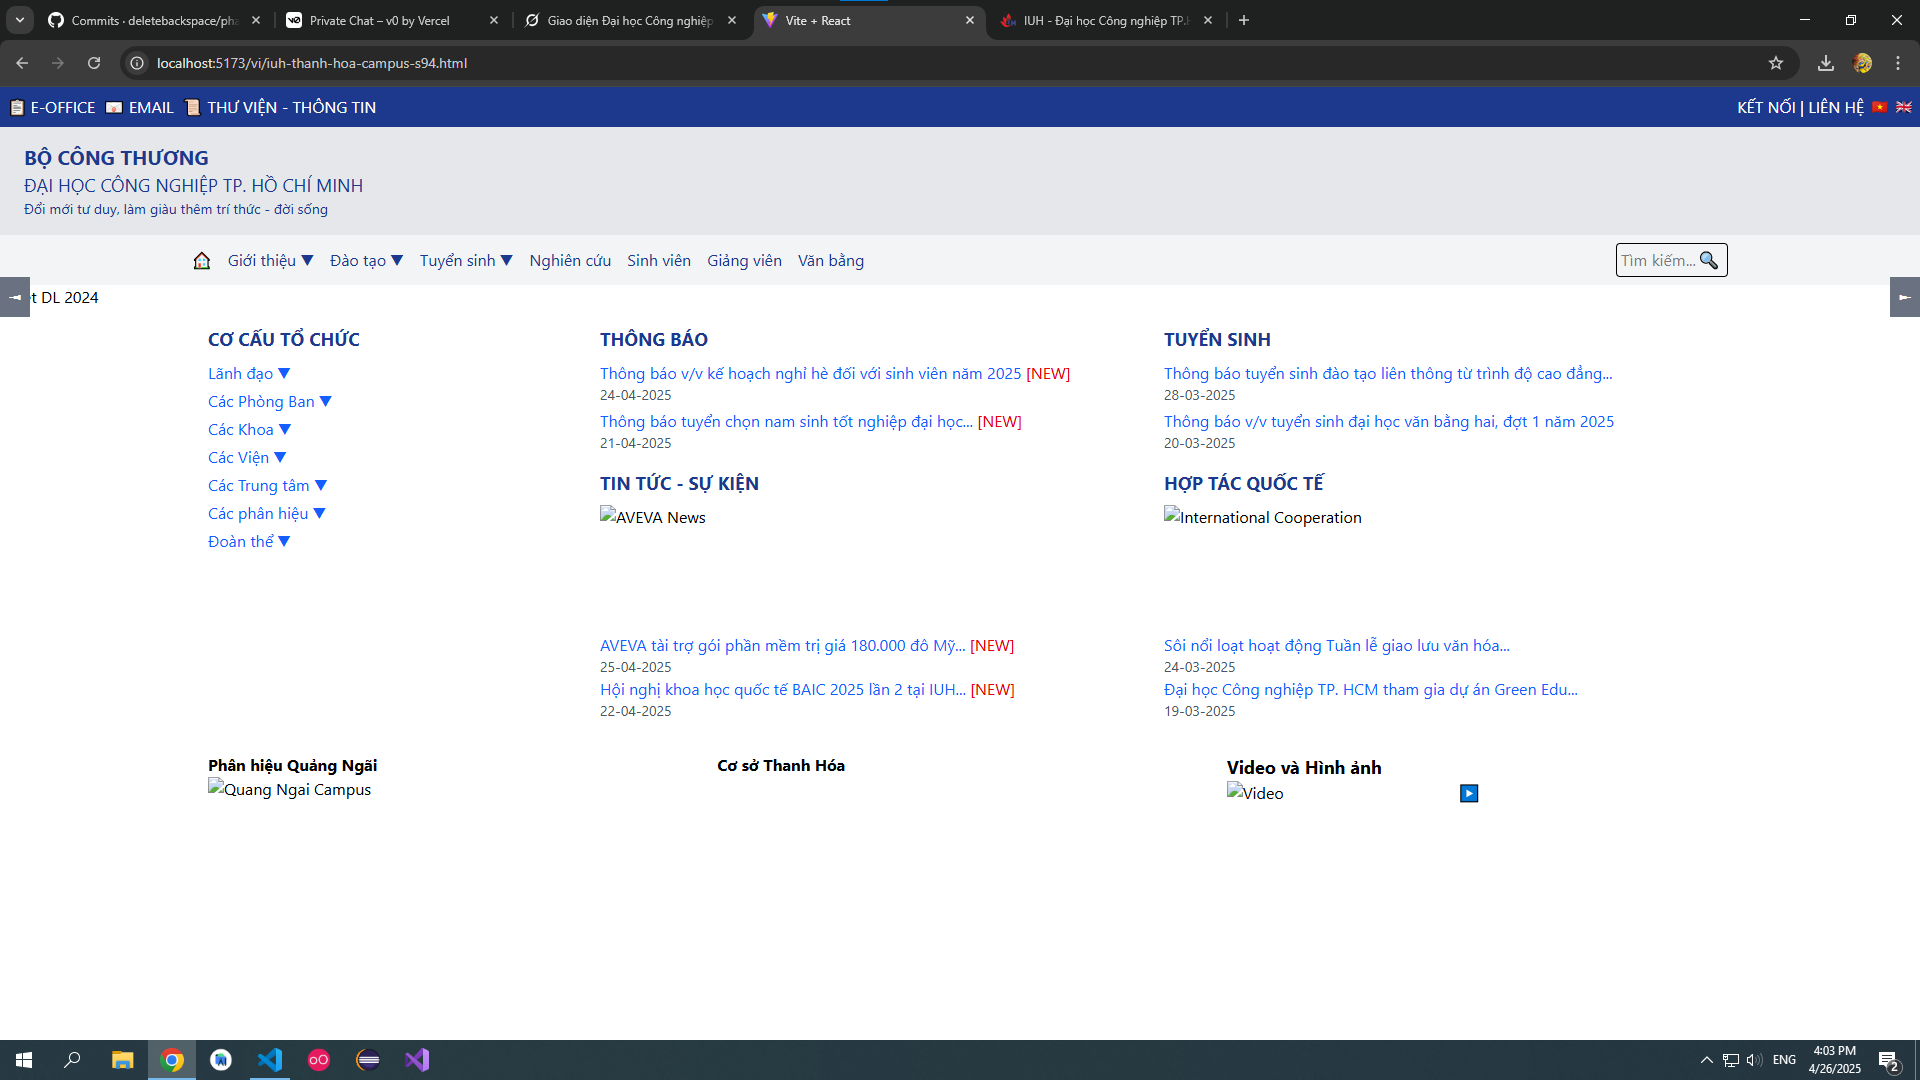 Commits · deletebackspace/pha
Private Chat – v0 by Vercel
Giao diện Đại học Công nghiệp
Vite + React
IUH - Đại học Công nghiệp TP.H
localhost:5173/vi/iuh-thanh-hoa-campus-s94.html
E-OFFICE EMAIL THƯ VIỆN - THÔNG TIN
KẾT NỐI | LIÊN HỆ
BỘ CÔNG THƯƠNG
ĐẠI HỌC CÔNG NGHIỆP TP. HỒ CHÍ MINH
Đổi mới tư duy, làm giàu thêm trí thức - đời sống
Giới thiệu ▼ Đào tạo ▼ Tuyển sinh ▼ Nghiên cứu Sinh viên Giảng viên Văn bằng
Tìm kiếm...
t DL 2024
CƠ CẤU TỔ CHỨC
Lãnh đạo ▼
Các Phòng Ban ▼
Các Khoa ▼
Các Viện ▼
Các Trung tâm ▼
Các phân hiệu ▼
Đoàn thể ▼
THÔNG BÁO
Thông báo v/v kế hoạch nghỉ hè đối với sinh viên năm 2025 [NEW]
24-04-2025
Thông báo tuyển chọn nam sinh tốt nghiệp đại học... [NEW]
21-04-2025
TIN TỨC - SỰ KIỆN
AVEVA News
AVEVA tài trợ gói phần mềm trị giá 180.000 đô Mỹ... [NEW]
25-04-2025
Hội nghị khoa học quốc tế BAIC 2025 lần 2 tại IUH... [NEW]
22-04-2025
TUYỂN SINH
Thông báo tuyển sinh đào tạo liên thông từ trình độ cao đẳng...
28-03-2025
Thông báo v/v tuyển sinh đại học văn bằng hai, đợt 1 năm 2025
20-03-2025
HỢP TÁC QUỐC TẾ
International Cooperation
Sôi nổi loạt hoạt động Tuần lễ giao lưu văn hóa...
24-03-2025
Đại học Công nghiệp TP. HCM tham gia dự án Green Edu...
19-03-2025
Phân hiệu Quảng Ngãi
Quang Ngai Campus
Cơ sở Thanh Hóa
Video và Hình ảnh
Video
ENG
4:03 PM
4/26/2025
2